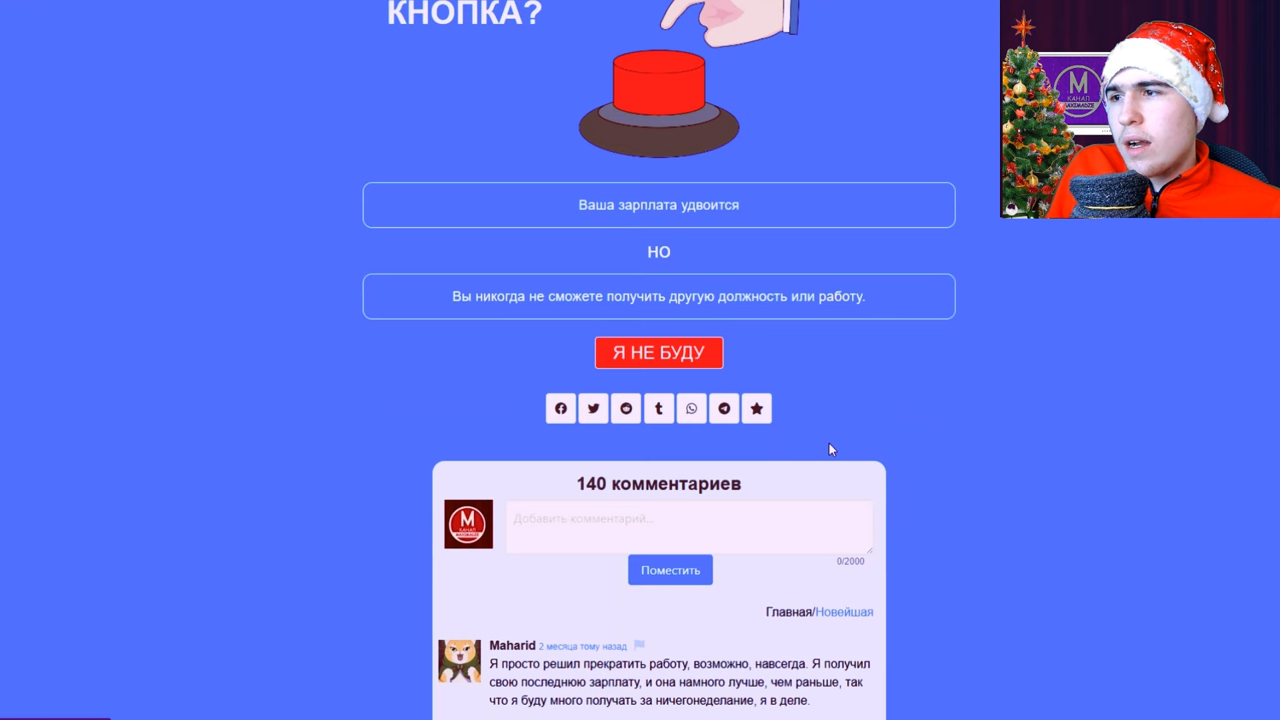 КНОПКА?
М
КАНАЛ
Ваша зарплата удвоится
НО
Вы никогда не сможете получить другую должность или работу.
Я НЕ БУДУ
140 комментариев
М
КАНАЛ
Добавить комментарий...
0/2000
Поместить
Главная/Новейшая
Maharid 2 месяца тому назад
Я просто решил прекратить работу, возможно, навсегда. Я получил
свою последнюю зарплату, и она намного лучше, чем раньше, так
что я буду много получать за ничегонеделание, я в деле.